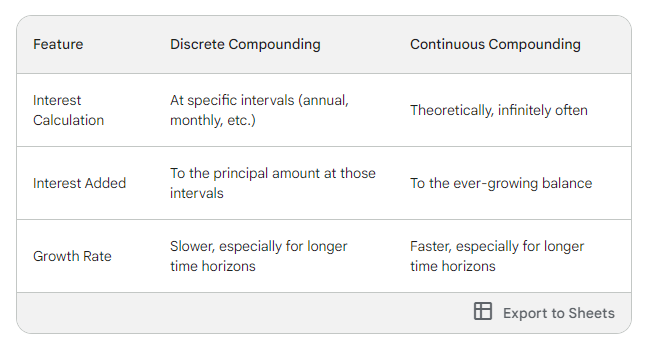 Feature
Discrete Compounding
Continuous Compounding
Interest
Calculation
At specific intervals (annual,
monthly, etc.)
Theoretically, infinitely often
Interest Added
To the principal amount at those
intervals
To the ever-growing balance
Growth Rate
Slower, especially for longer
time horizons
Faster, especially for longer
time horizons
Export to Sheets